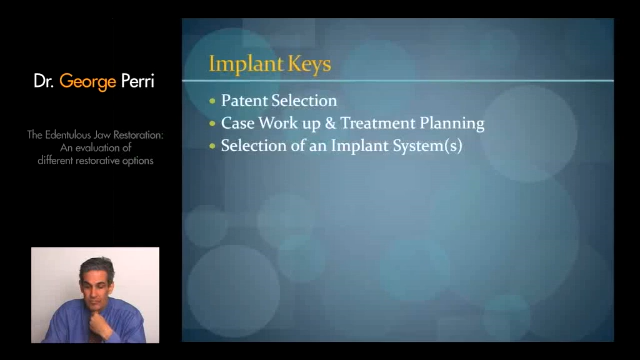 Dr. George Perri
The Edentulous Jaw Restoration:
An evaluation of
different restorative options
Implant Keys
• Patent Selection
• Case Work up & Treatment Planning
• Selection of an Implant System(s)